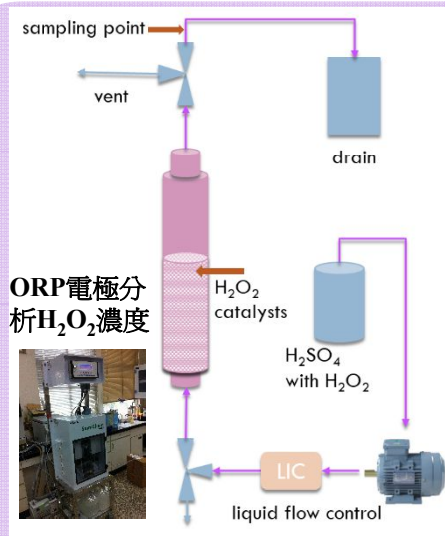 sampling point
vent
drain
ORP電極分
析H₂O₂濃度
H₂O₂
catalysts
H₂SO₄
with H₂O₂
LIC
liquid flow control